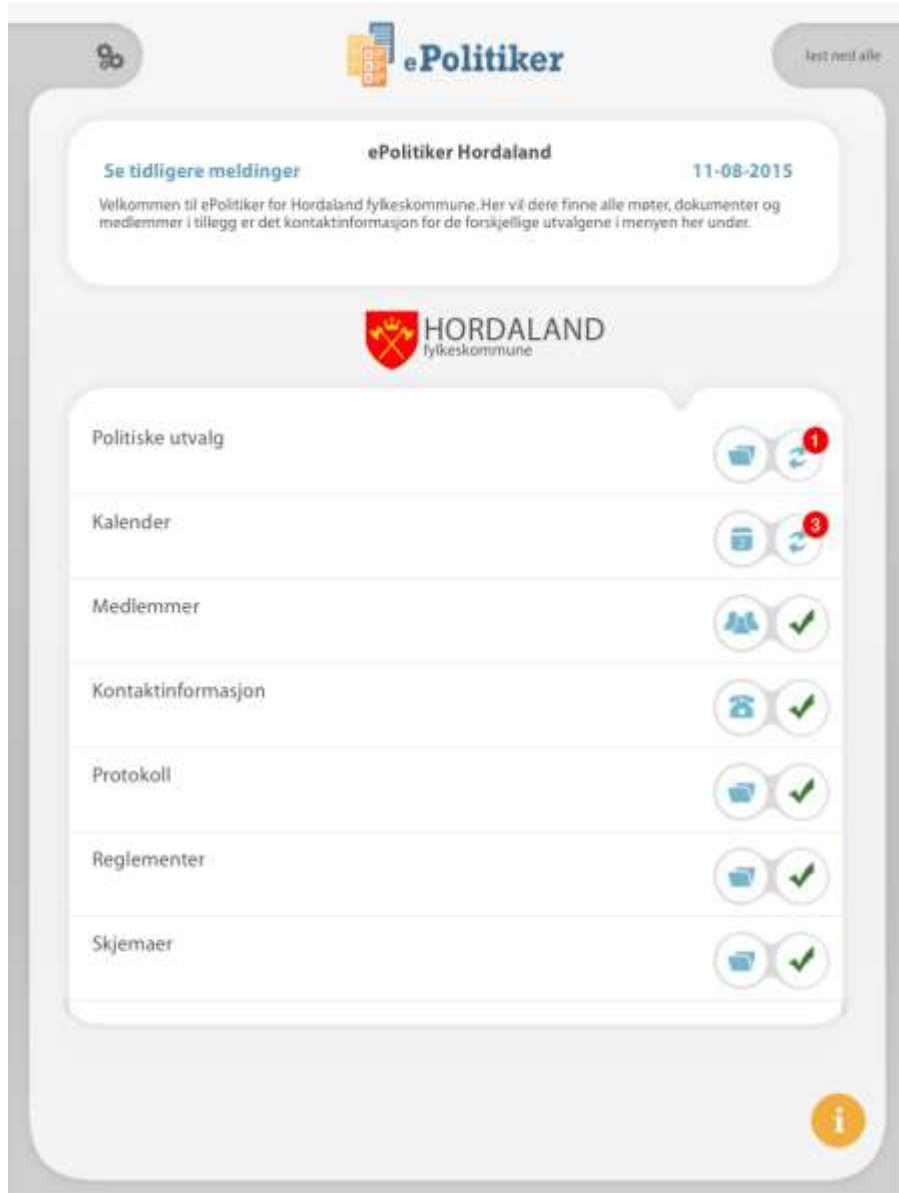 ePolitiker
last ned alle
ePolitiker Hordaland
Se tidligere meldinger
11-08-2015
Velkommen til ePolitiker for Hordaland fylkeskommune. Her vil dere finne alle møter, dokumenter og
medlemmer i tillegg er det kontaktinformasjon for de forskjellige utvalgene i menyen her under.
HORDALAND
fylkeskommune
Politiske utvalg
1
Kalender
3
Medlemmer
Kontaktinformasjon
Protokoll
Reglementer
Skjemaer
i